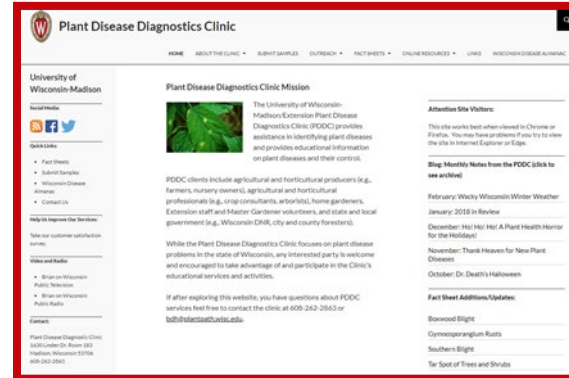 Plant Disease Diagnostics Clinic
HOME
ABOUT THE CLINIC
SUBMIT SAMPLES
OUTREACH
FACT SHEETS
ONLINE RESOURCES
LINKS
WISCONSIN DISEASE ALMANAC
University of
Wisconsin-Madison
Social Media:
Quick Links:
Fact Sheets
Submit Samples
Wisconsin Disease
Almanac
Contact Us
Help Us Improve Our Services:
Take our customer satisfaction
survey.
Video and Radio:
Brian on Wisconsin
Public Television
Brian on Wisconsin
Public Radio
Contact:
Plant Disease Diagnostics Clinic
1630 Linden Dr. Room 183
Madison, Wisconsin 53706
608-262-2863
Plant Disease Diagnostics Clinic Mission
The University of Wisconsin-
Madison/Extension Plant Disease
Diagnostics Clinic (PDDC) provides
assistance in identifying plant diseases
and provides educational information
on plant diseases and their control.
PDDC clients include agricultural and horticultural producers (e.g.,
farmers, nursery owners), agricultural and horticultural
professionals (e.g., crop consultants, arborists), home gardeners,
Extension staff and Master Gardener volunteers, and state and local
government (e.g., Wisconsin DNR, city and county foresters).
While the Plant Disease Diagnostics Clinic focuses on plant disease
problems in the state of Wisconsin, any interested party is welcome
and encouraged to take advantage of and participate in the Clinic's
educational services and activities.
If after exploring this website, you have questions about PDDC
services feel free to contact the clinic at 608-262-2863 or
bdh@plantpath.wisc.edu.
Attention Site Visitors:
This site works best when viewed in Chrome or
Firefox. You may have problems if you try to view
the site in Internet Explorer or Edge.
Blog: Monthly Notes from the PDDC (click to
see archive)
February: Wacky Wisconsin Winter Weather
January: 2018 in Review
December: Ho! Ho! Ho! A Plant Health Horror
for the Holidays!
November: Thank Heaven for New Plant
Diseases
October: Dr. Death's Halloween
Fact Sheet Additions/Updates:
Boxwood Blight
Gymnosporangium Rusts
Southern Blight
Tar Spot of Trees and Shrubs